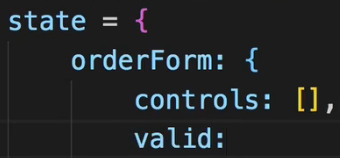 state = {
orderForm: {
controls: [],
valid: